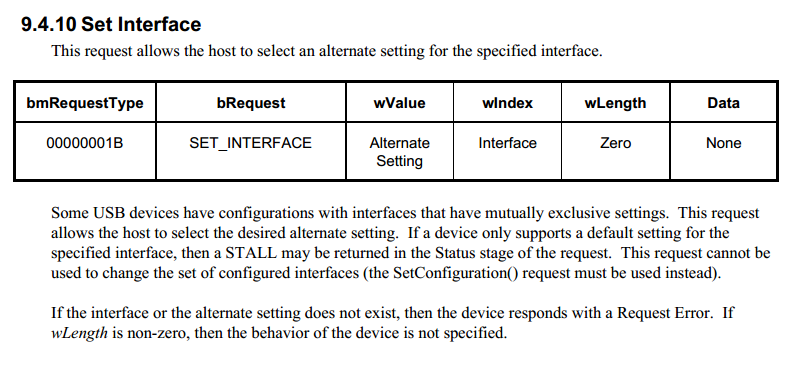 9.4.10 Set Interface
This request allows the host to select an alternate setting for the specified interface.
bmRequestType bRequest wValue wIndex wLength Data
00000001B SET_INTERFACE Alternate Setting Interface Zero None
Some USB devices have configurations with interfaces that have mutually exclusive settings.  This request
allows the host to select the desired alternate setting.  If a device only supports a default setting for the
specified interface, then a STALL may be returned in the Status stage of the request.  This request cannot be
used to change the set of configured interfaces (the SetConfiguration() request must be used instead).
If the interface or the alternate setting does not exist, then the device responds with a Request Error.  If
wLength is non-zero, then the behavior of the device is not specified.